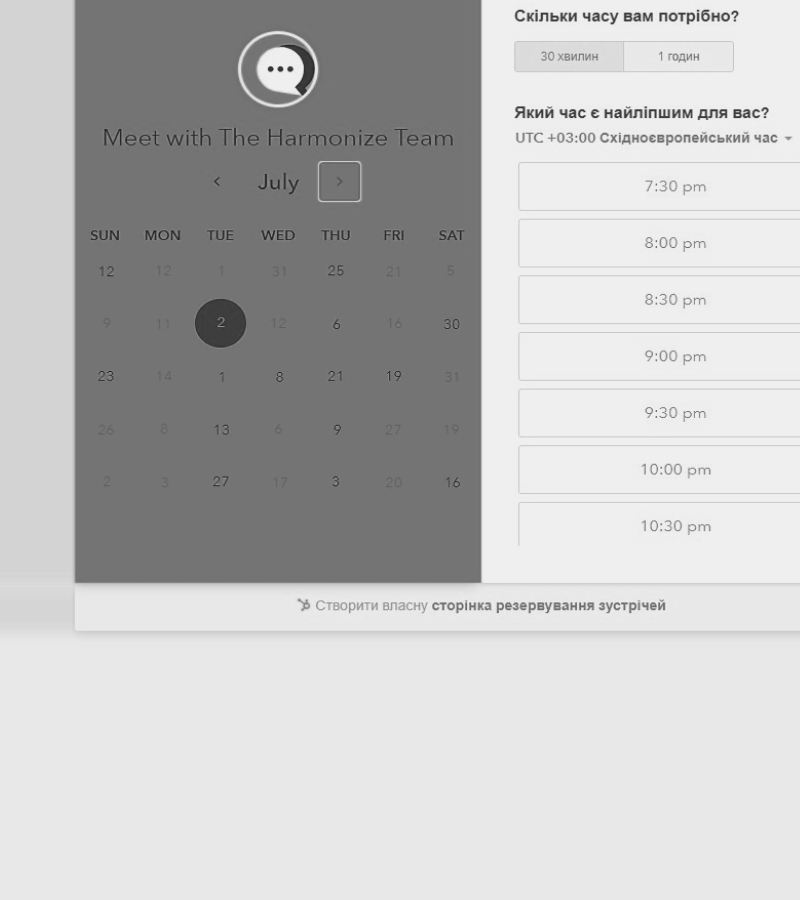 Meet with The Harmonize Team
July
SUN MON TUE WED THU FRI SAT
12 12 1 31 25 21 5
9 11 2 12 6 16 30
23 14 1 8 21 19 31
26 8 13 6 9 27 19
2 3 27 17 3 20 16
Скільки часу вам потрібно?
30 хвилин 1 годин
Який час є найліпшим для вас?
UTC +03:00 Східноєвропейський час
7:30 pm
8:00 pm
8:30 pm
9:00 pm
9:30 pm
10:00 pm
10:30 pm
Створити власну сторінка резервування зустрічей